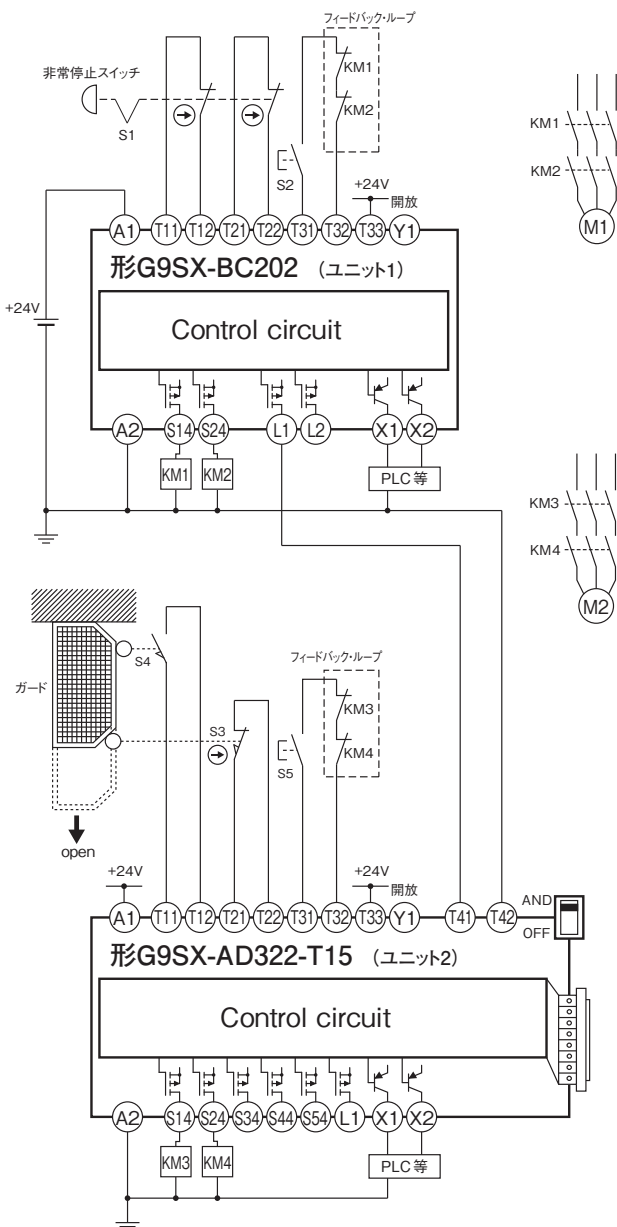 フィードバック・ループ
非常停止スイッチ
KM1
S1
KM2
S2
+24V
開放
KM1
KM2
M1
A1 T11 T12 T21 T22 T31 T32 T33 Y1
形G9SX-BC202 (ユニット1)
+24V
Control circuit
A2 S14 S24 L1 L2 X1 X2
KM1 KM2 PLC等
KM3
KM4
M2
フィードバック・ループ
S4
ガード
S3
KM3
S5
KM4
open
+24V
+24V
開放
AND
OFF
A1 T11 T12 T21 T22 T31 T32 T33 Y1 T41 T42
形G9SX-AD322-T15 (ユニット2)
Control circuit
A2 S14 S24 S34 S44 S54 L1 X1 X2
KM3 KM4 PLC等